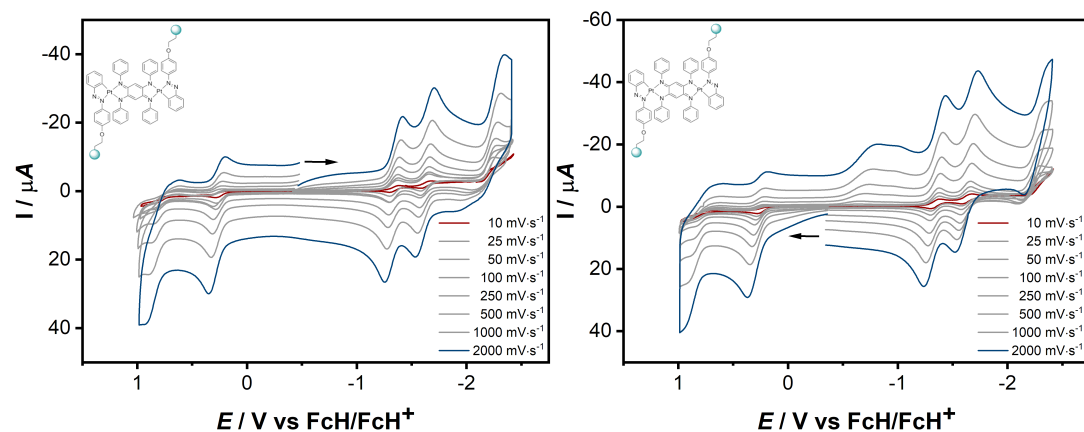 -40
-20
0
20
40
I / μA
1
0
-1
-2
E / V vs FcH/FcH+
10 mV·s-1
25 mV·s-1
50 mV·s-1
100 mV·s-1
250 mV·s-1
500 mV·s-1
1000 mV·s-1
2000 mV·s-1
-60
-40
-20
0
20
40
I / μA
1
0
-1
-2
E / V vs FcH/FcH+
10 mV·s-1
25 mV·s-1
50 mV·s-1
100 mV·s-1
250 mV·s-1
500 mV·s-1
1000 mV·s-1
2000 mV·s-1